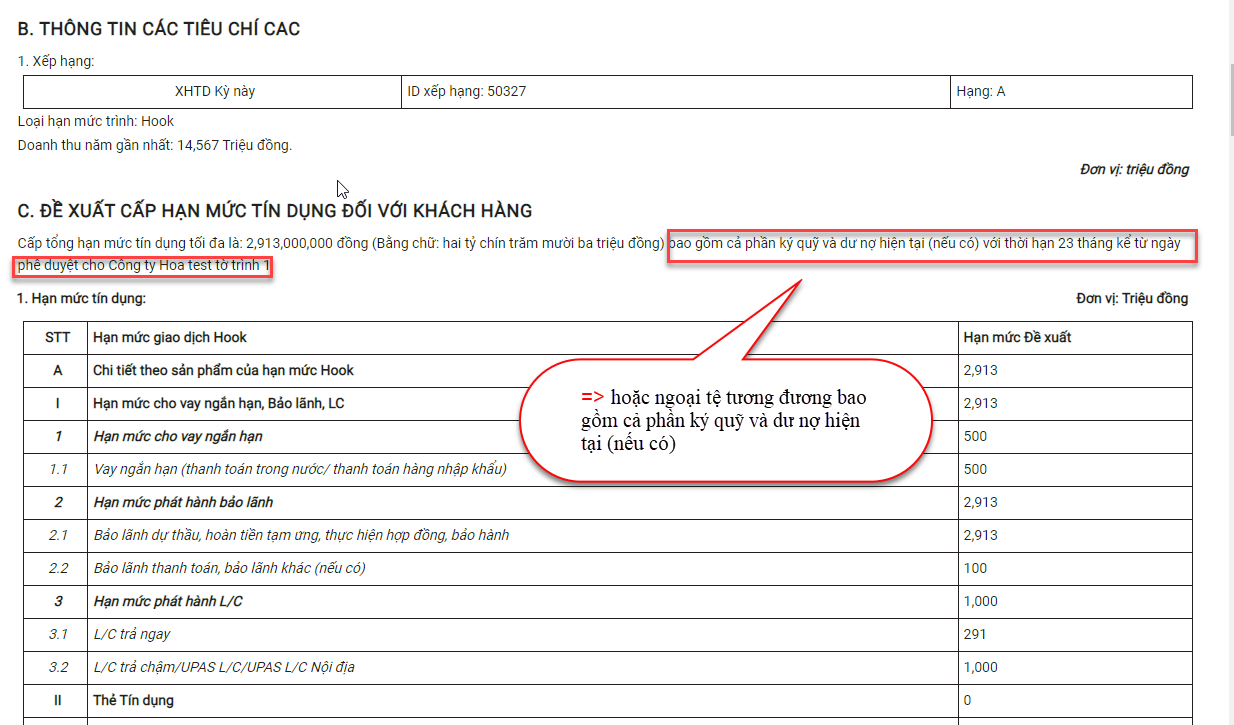 B. THÔNG TIN CÁC TIÊU CHÍ CAC
1. Xếp hạng:
XHTD Kỳ này ID xếp hạng: 50327 Hạng: A
Loại hạn mức trình: Hook
Doanh thu năm gần nhất: 14,567 Triệu đồng.
Đơn vị: triệu đồng
C. ĐỀ XUẤT CẤP HẠN MỨC TÍN DỤNG ĐỐI VỚI KHÁCH HÀNG
Cấp tổng hạn mức tín dụng tối đa là: 2,913,000,000 đồng (Bằng chữ: hai tỷ chín trăm mười ba triệu đồng) bao gồm cả phần ký quỹ và dư nợ hiện tại (nếu có) với thời hạn 23 tháng kể từ ngày
phê duyệt cho Công ty Hoa test tờ trình 1
1. Hạn mức tín dụng: Đơn vị: Triệu đồng
STT Hạn mức giao dịch Hook Hạn mức Đề xuất
A Chi tiết theo sản phẩm của hạn mức Hook 2,913
I Hạn mức cho vay ngắn hạn, Bảo lãnh, LC 2,913
1 Hạn mức cho vay ngắn hạn 500
1.1 Vay ngắn hạn (thanh toán trong nước/ thanh toán hàng nhập khẩu) 500
2 Hạn mức phát hành bảo lãnh 2,913
2.1 Bảo lãnh dự thầu, hoàn tiền tạm ứng, thực hiện hợp đồng, bảo hành 2,913
2.2 Bảo lãnh thanh toán, bảo lãnh khác (nếu có) 100
3 Hạn mức phát hành L/C 1,000
3.1 L/C trả ngay 291
3.2 L/C trả chậm/UPAS L/C/UPAS L/C Nội địa 1,000
II Thẻ Tín dụng 0
=> hoặc ngoại tệ tương đương bao
gồm cả phần ký quỹ và dư nợ hiện
tại (nếu có)